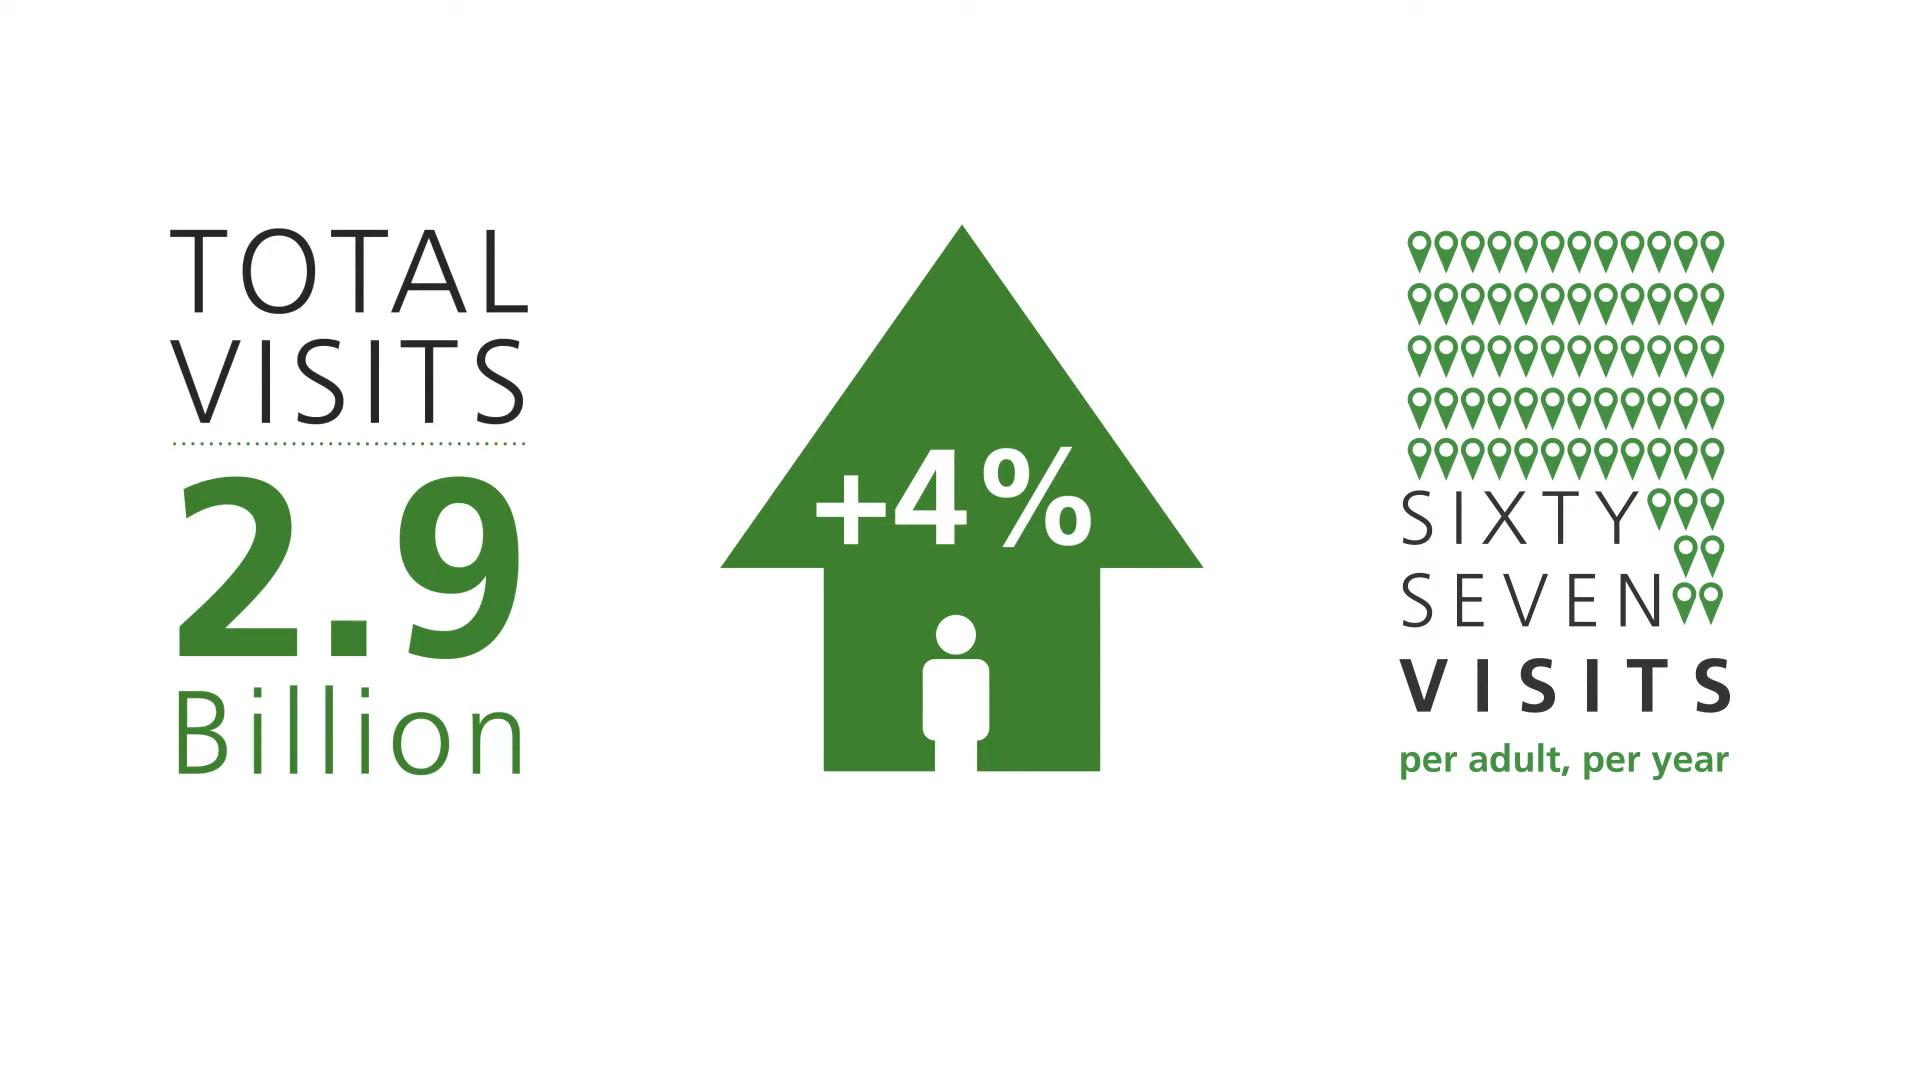 TOTAL
VISITS
2.9
Billion
+4%
SIXTY
SEVEN
VISITS
per adult, per year